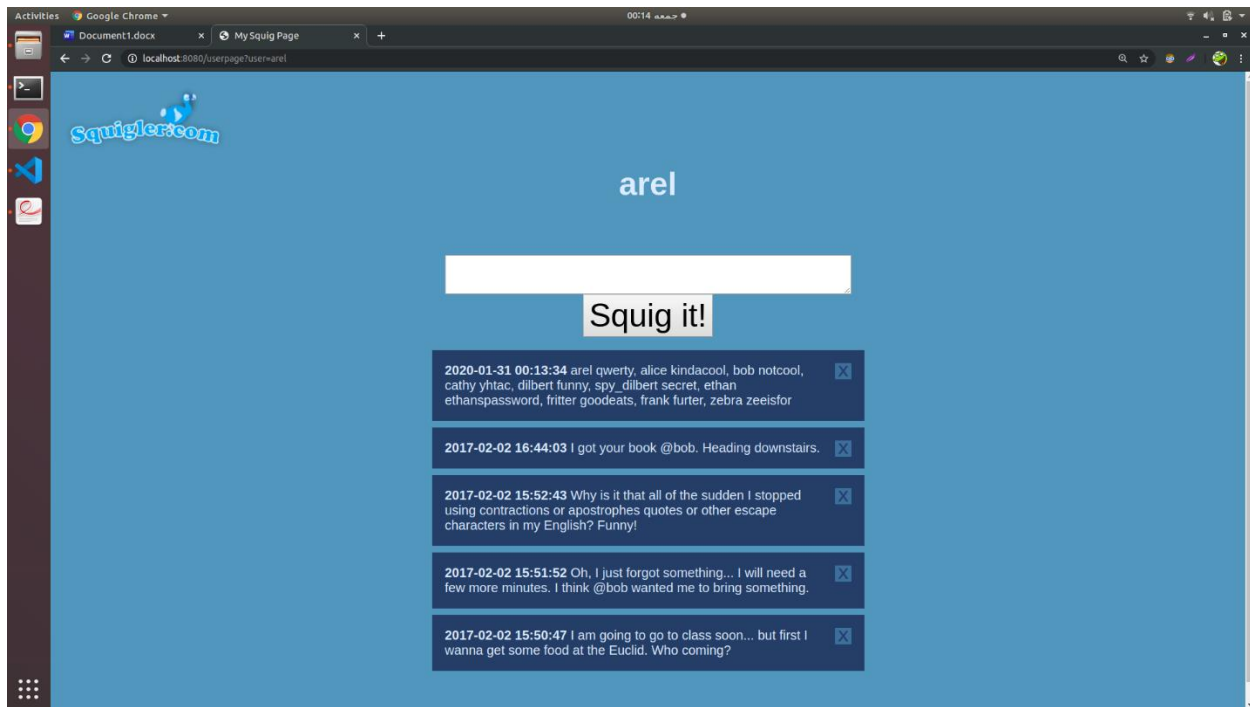 Activities Google Chrome ▾
00:14 جمعه ●
Document1.docx × My Squig Page × +
localhost:8080/userpage?user=arel
Squigler.com
arel
Squig it!
2020-01-31 00:13:34 arel qwerty, alice kindacool, bob notcool, X
cathy yhtac, dilbert funny, spy_dilbert secret, ethan
ethanspassword, fritter goodeats, frank furter, zebra zeeisfor
2017-02-02 16:44:03 I got your book @bob. Heading downstairs. X
2017-02-02 15:52:43 Why is it that all of the sudden I stopped X
using contractions or apostrophes quotes or other escape
characters in my English? Funny!
2017-02-02 15:51:52 Oh, I just forgot something... I will need a X
few more minutes. I think @bob wanted me to bring something.
2017-02-02 15:50:47 I am going to go to class soon... but first I X
wanna get some food at the Euclid. Who coming?